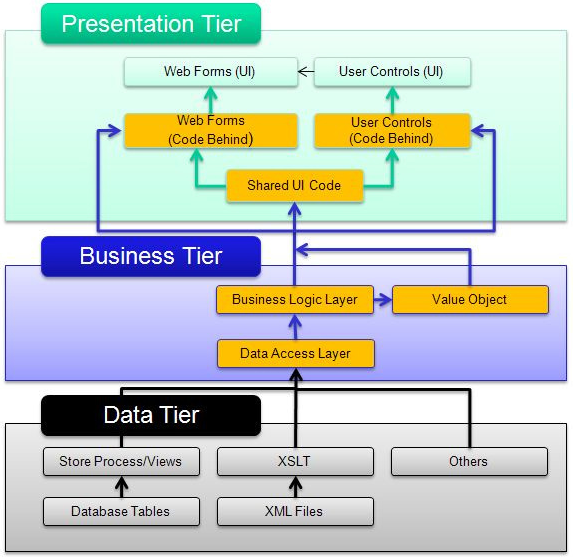 Presentation Tier
Web Forms (UI)
User Controls (UI)
Web Forms
(Code Behind)
User Controls
(Code Behind)
Shared UI Code
Business Tier
Business Logic Layer
Value Object
Data Access Layer
Data Tier
Store Process/Views
XSLT
Others
Database Tables
XML Files